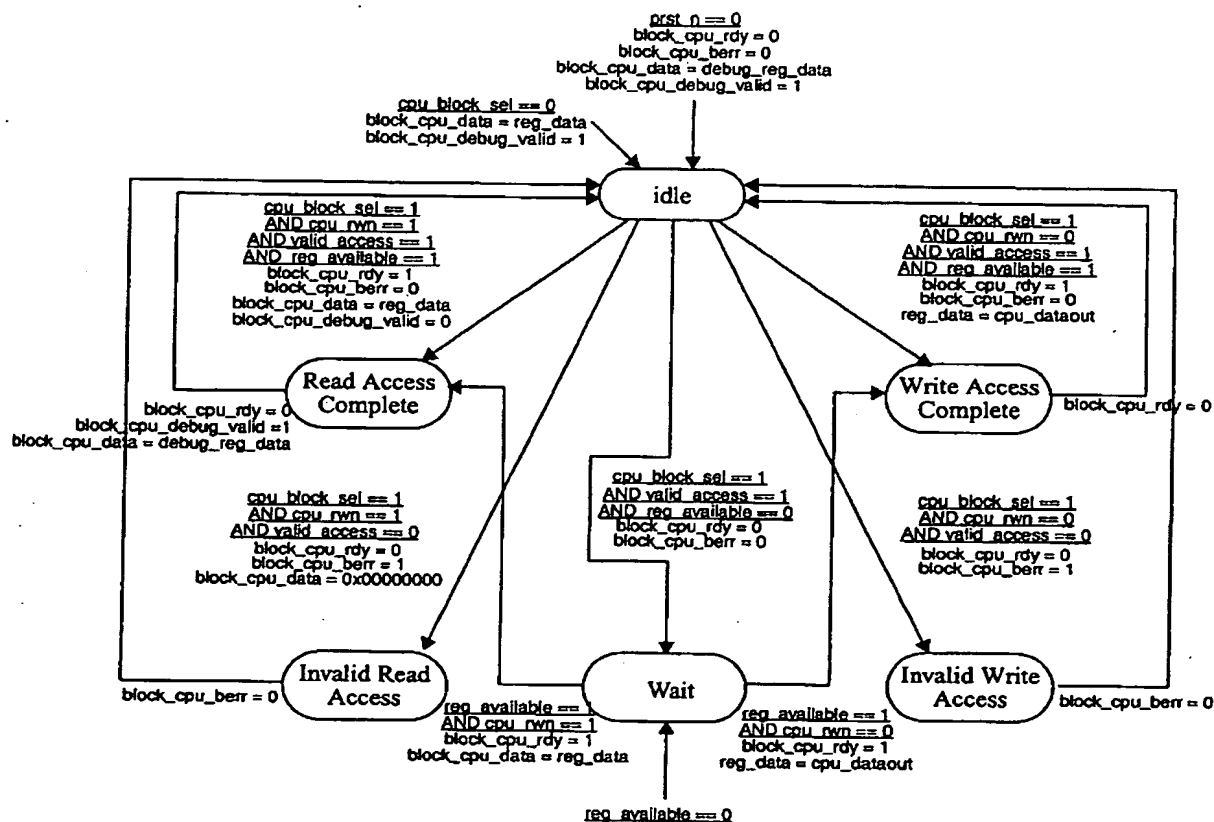 prst_n == 0
block_cpu_rdy = 0
block_cpu_berr = 0
block_cpu_data = debug_reg_data
block_cpu_debug_valid = 1
cpu_block_sel == 0
block_cpu_data = reg_data
block_cpu_debug_valid = 1
idle
cpu_block_sel == 1
AND cpu_rwn == 1
AND valid_access == 1
AND reg_available == 1
block_cpu_rdy = 1
block_cpu_berr = 0
block_cpu_data = reg_data
block_cpu_debug_valid = 0
cpu_block_sel == 1
AND cpu_rwn == 0
AND valid_access == 1
AND reg_available == 1
block_cpu_rdy = 1
block_cpu_berr = 0
reg_data = cpu_dataout
Read Access
Complete
block_cpu_rdy = 0
block_cpu_debug_valid =1
block_cpu_data = debug_reg_data
Write Access
Complete
block_cpu_rdy = 0
cpu_block_sel == 1
AND cpu_rwn == 1
AND valid_access == 0
block_cpu_rdy = 0
block_cpu_berr = 1
block_cpu_data = 0x00000000
cpu_block_sel == 1
AND valid_access == 1
AND reg_available == 0
block_cpu_rdy = 0
block_cpu_berr = 0
cpu_block_sel == 1
AND cpu_rwn == 0
AND valid_access == 0
block_cpu_rdy = 0
block_cpu_berr = 1
Invalid Read
Access
block_cpu_berr = 0
Wait
Invalid Write
Access
block_cpu_berr = 0
reg_available == 1
AND cpu_rwn == 1
block_cpu_rdy = 1
block_cpu_data = reg_data
reg_available == 1
AND cpu_rwn == 0
block_cpu_rdy = 1
reg_data = cpu_dataout
reg_available == 0